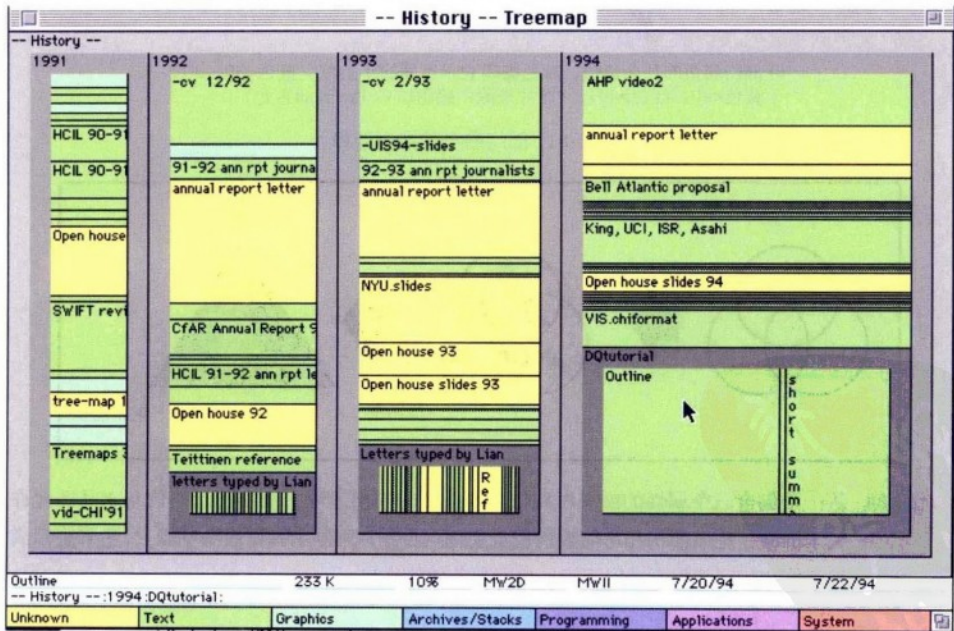 -- History -- Treemap
-- History --
1991
HCIL 90-91
HCIL 90-91
Open house
SWIFT revi
tree-map 1
Treemaps 3
vid-CHI'91
1992
-cv 12/92
91-92 ann rpt journa
annual report letter
CfAR Annual Report 9
HCIL 91-92 ann rpt le
Open house 92
Teittinen reference
letters typed by Lian
1993
-cv 2/93
-UIS94-slides
92-93 ann rpt journalists
annual report letter
NYU.slides
Open house 93
Open house slides 93
Letters typed by Lian
Ref
1994
AHP video2
annual report letter
Bell Atlantic proposal
King, UCI, ISR, Asahi
Open house slides 94
VIS.chiformat
DQtutorial
Outline
short summ
Outline 233 K 10% MW2D MWII 7/20/94 7/22/94
-- History --:1994:DQtutorial:
Unknown Text Graphics Archives/Stacks Programming Applications System